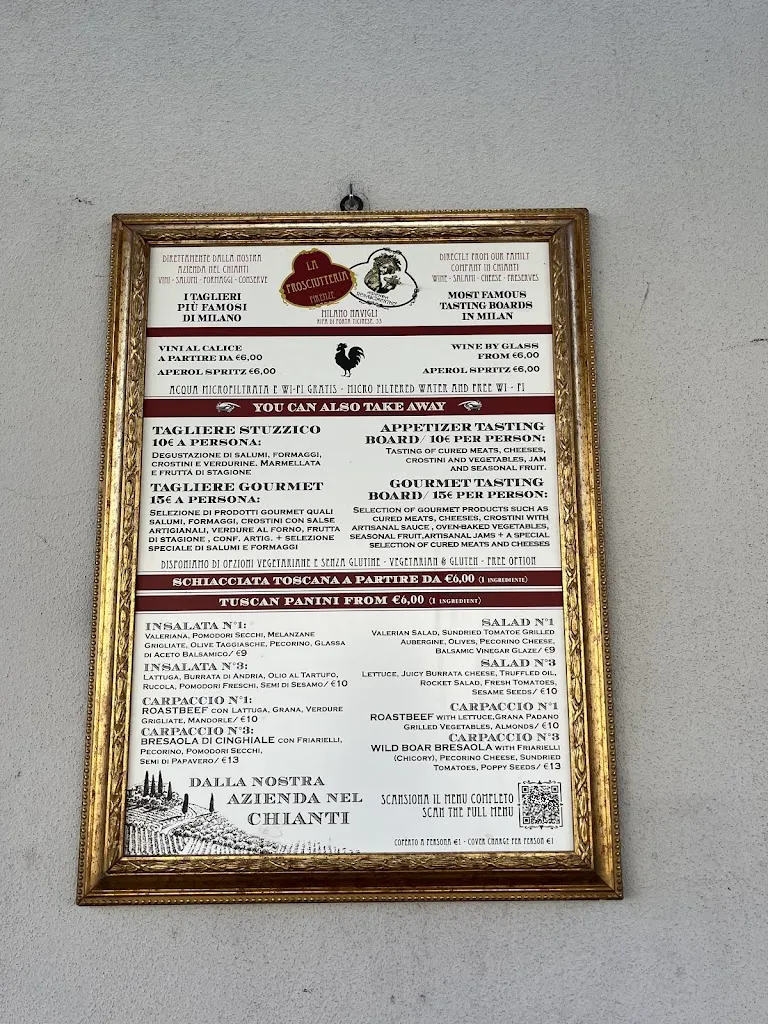 DIRETTAMENTE DALLA NOSTRA
AZIENDA NEL CHIANTI
VINI - SALUMI - FORMAGGI - CONSERVE
I TAGLIERI
PIÙ FAMOSI
DI MILANO
LA
PROSCIUTTERIA
FIRENZE
MILANO NAVIGLI
RIPA DI PORTA TICINESE, 53
DIRECTLY FROM OUR FAMILY
COMPANY IN CHIANTI
WINE - SALAMI - CHEESE - PRESERVES
MOST FAMOUS
TASTING BOARDS
IN MILAN
VINI AL CALICE
A PARTIRE DA €6,00
APEROL SPRITZ €6,00
WINE BY GLASS
FROM €6,00
APEROL SPRITZ €6,00
ACQUA MICROFILTRATA E WI-FI GRATIS - MICRO FILTERED WATER AND FREE WI - FI
YOU CAN ALSO TAKE AWAY
TAGLIERE STUZZICO
10€ A PERSONA:
DEGUSTAZIONE DI SALUMI, FORMAGGI,
CROSTINI E VERDURINE, MARMELLATA
E FRUTTA DI STAGIONE
APPETIZER TASTING
BOARD/ 10€ PER PERSON:
TASTING OF CURED MEATS, CHEESES,
CROSTINI AND VEGETABLES, JAM
AND SEASONAL FRUIT.
TAGLIERE GOURMET
15€ A PERSONA:
SELEZIONE DI PRODOTTI GOURMET QUALI
SALUMI, FORMAGGI, CROSTINI CON SALSE
ARTIGIANALI, VERDURE AL FORNO, FRUTTA
DI STAGIONE , CONF. ARTIG. + SELEZIONE
SPECIALE DI SALUMI E FORMAGGI
GOURMET TASTING
BOARD/ 15€ PER PERSON:
SELECTION OF GOURMET PRODUCTS SUCH AS
CURED MEATS, CHEESES, CROSTINI WITH
ARTISANAL SAUCE , OVEN-BAKED VEGETABLES,
SEASONAL FRUIT,ARTISANAL JAMS + A SPECIAL
SELECTION OF CURED MEATS AND CHEESES
DISPONIAMO DI OPZIONI VEGETARIANE E SENZA GLUTINE - VEGETARIAN & GLUTEN - FREE OPTION
SCHIACCIATA TOSCANA A PARTIRE DA €6,00 (1 INGREDIENTE)
TUSCAN PANINI FROM €6,00 (1 INGREDIENT)
INSALATA N°1:
VALERIANA, POMODORI SECCHI, MELANZANE
GRIGLIATE, OLIVE TAGGIASCHE, PECORINO, GLASSA
DI ACETO BALSAMICO/ €9
INSALATA N°3:
LATTUGA, BURRATA DI ANDRIA, OLIO AL TARTUFO,
RUCOLA, POMODORI FRESCHI, SEMI DI SESAMO/ €10
CARPACCIO N°1:
ROASTBEEF CON LATTUGA, GRANA, VERDURE
GRIGLIATE, MANDORLE/ €10
CARPACCIO N°3:
BRESAOLA DI CINGHIALE CON FRIARIELLI,
PECORINO, POMODORI SECCHI,
SEMI DI PAPAVERO/ €13
SALAD N°1
VALERIAN SALAD, SUNDRIED TOMATOE GRILLED
AUBERGINE, OLIVES, PECORINO CHEESE,
BALSAMIC VINEGAR GLAZE/ €9
SALAD N°3
LETTUCE, JUICY BURRATA CHEESE, TRUFFLED OIL,
ROCKET SALAD, FRESH TOMATOES,
SESAME SEEDS/ €10
CARPACCIO N°1
ROASTBEEF WITH LETTUCE,GRANA PADANO
GRILLED VEGETABLES, ALMONDS/ €10
CARPACCIO N°3
WILD BOAR BRESAOLA WITH FRIARIELLI
(CHICORY), PECORINO CHEESE, SUNDRIED
TOMATOES, POPPY SEEDS/ €13
DALLA NOSTRA
AZIENDA NEL
CHIANTI
SCANSIONA IL MENU COMPLETO
SCAN THE FULL MENU
COPERTO A PERSONA €1 - COVER CHARGE PER PERSON €1